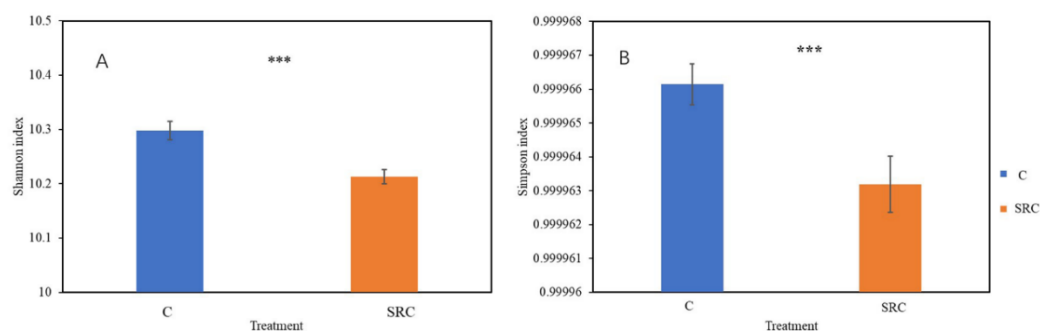 A
***
Shannon index
10.5
10.4
10.3
10.2
10.1
10
C
SRC
Treatment
B
***
Simpson index
0.999968
0.999967
0.999966
0.999965
0.999964
0.999963
0.999962
0.999961
0.99996
C
SRC
Treatment
C
SRC